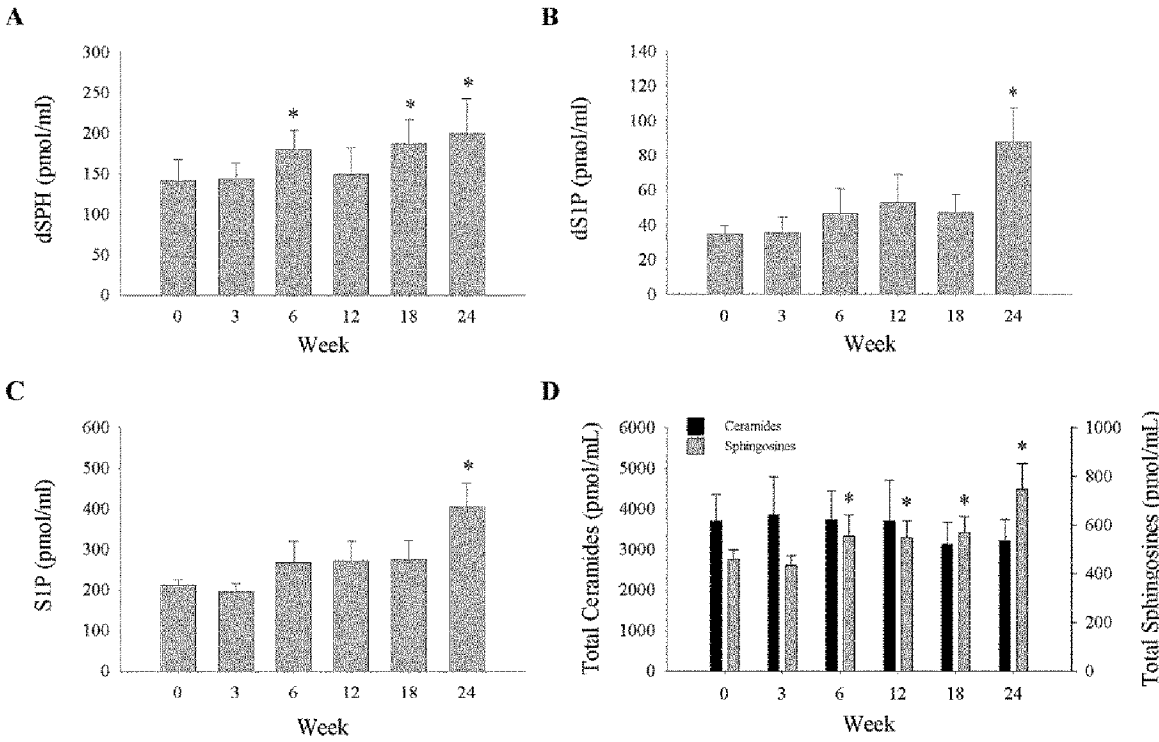 A
dSPH (pmol/ml)
300
250
200
150
100
50
0
* * *
0 3 6 12 18 24
Week
B
dS1P (pmol/ml)
140
120
100
80
60
40
20
0
*
0 3 6 12 18 24
Week
C
S1P (pmol/ml)
600
500
400
300
200
100
0
*
0 3 6 12 18 24
Week
D
Total Ceramides (pmol/mL)
6000
5000
4000
3000
2000
1000
0
Ceramides
Sphingosines
* * * *
0 3 6 12 18 24
Week
1000
800
600
400
200
0
Total Sphingosines (pmol/mL)